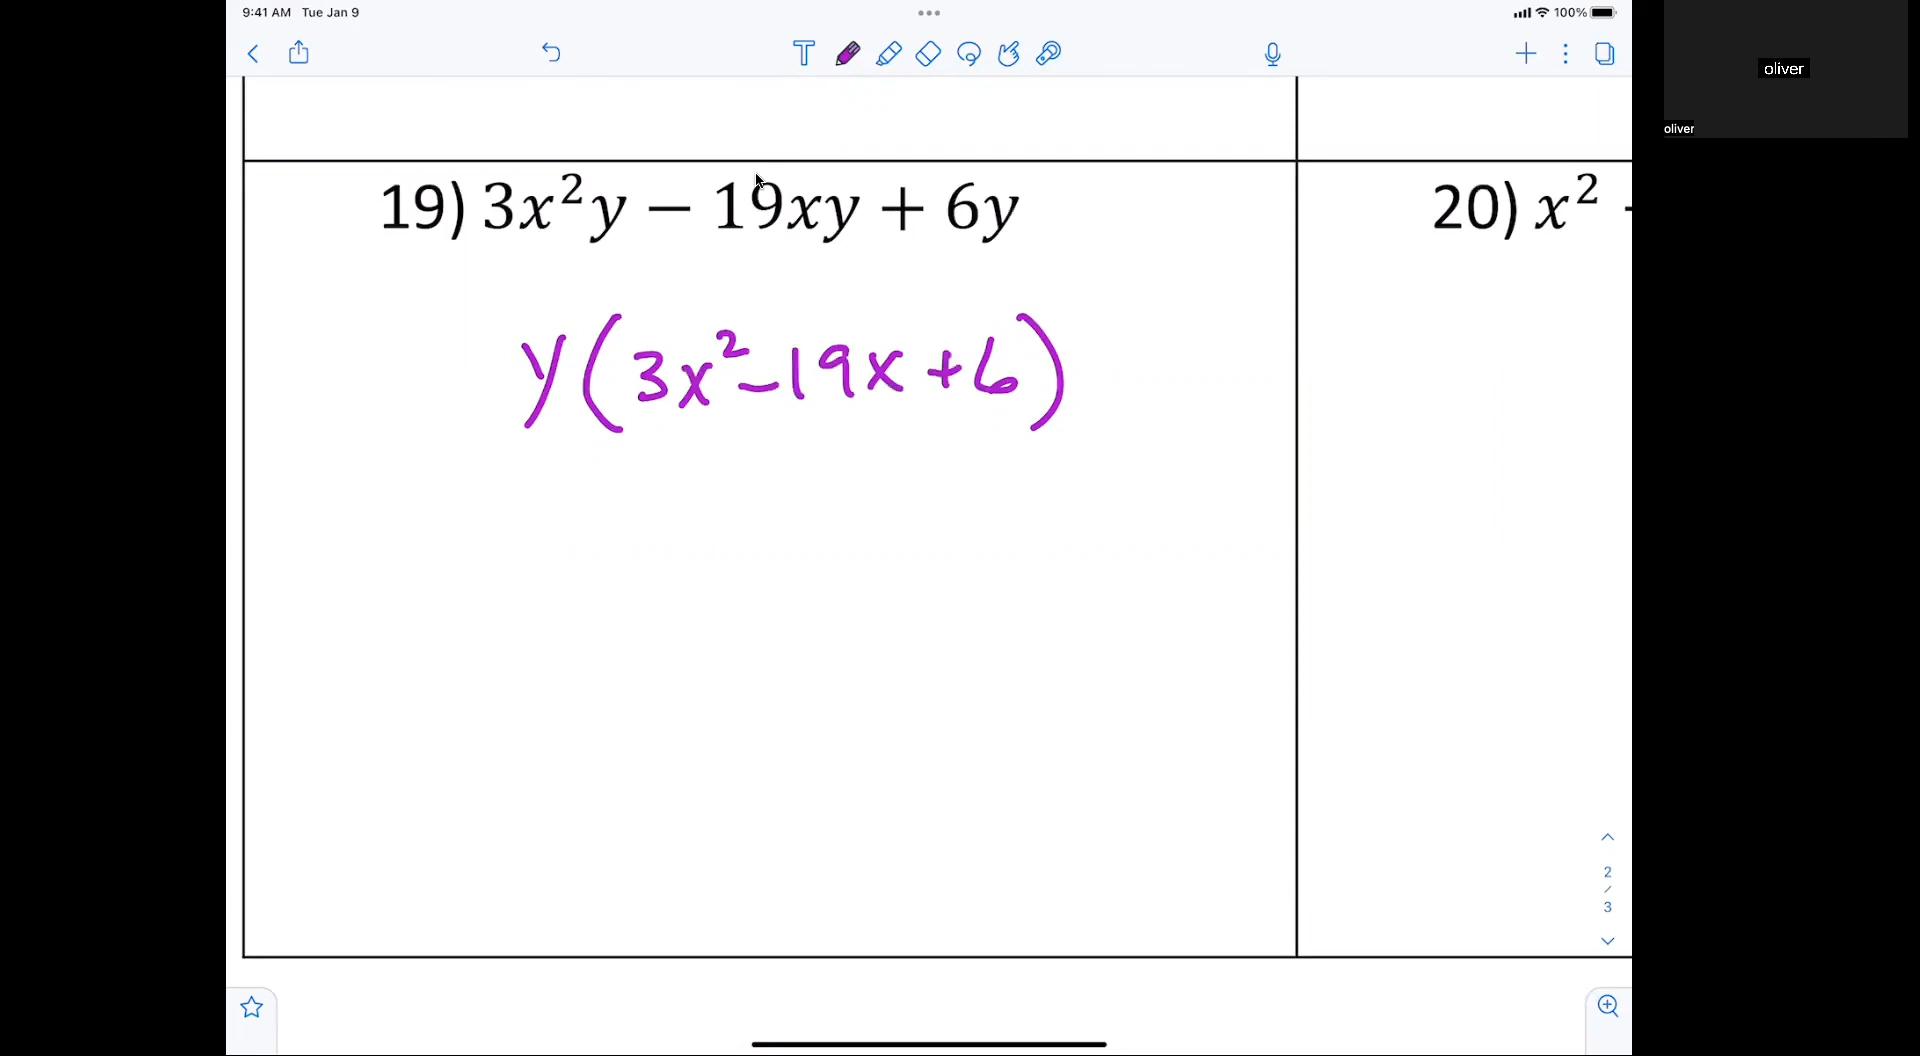 9:41 AM Tue Jan 9
100%
oliver
oliver
19) 3x²y − 19xy + 6y
20) x² -
y(3x²-19x+6)
2
/
3